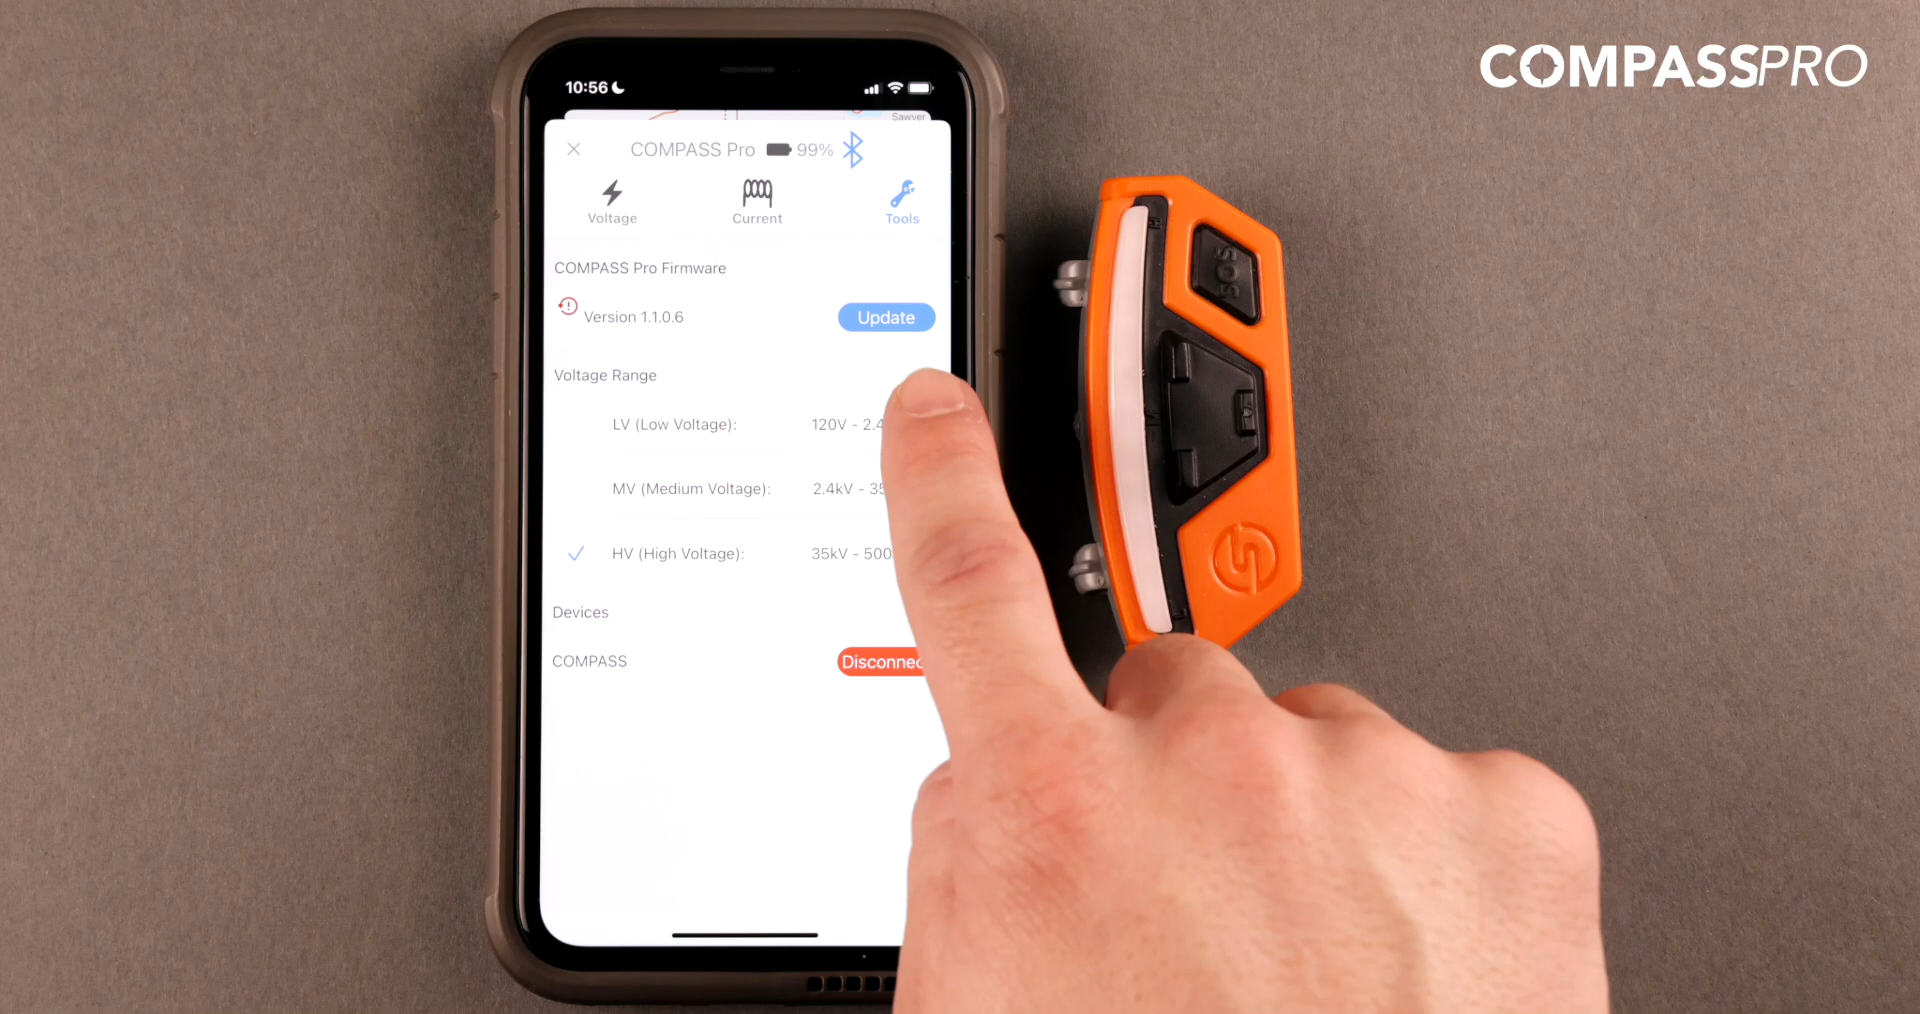 COMPASSPRO
10:56
Sawyer
COMPASS Pro 99%
Voltage Current Tools
COMPASS Pro Firmware
Version 1.1.0.6 Update
Voltage Range
LV (Low Voltage): 120V - 2.4
MV (Medium Voltage): 2.4kV - 35
HV (High Voltage): 35kV - 500
Devices
COMPASS Disconnec
SOS